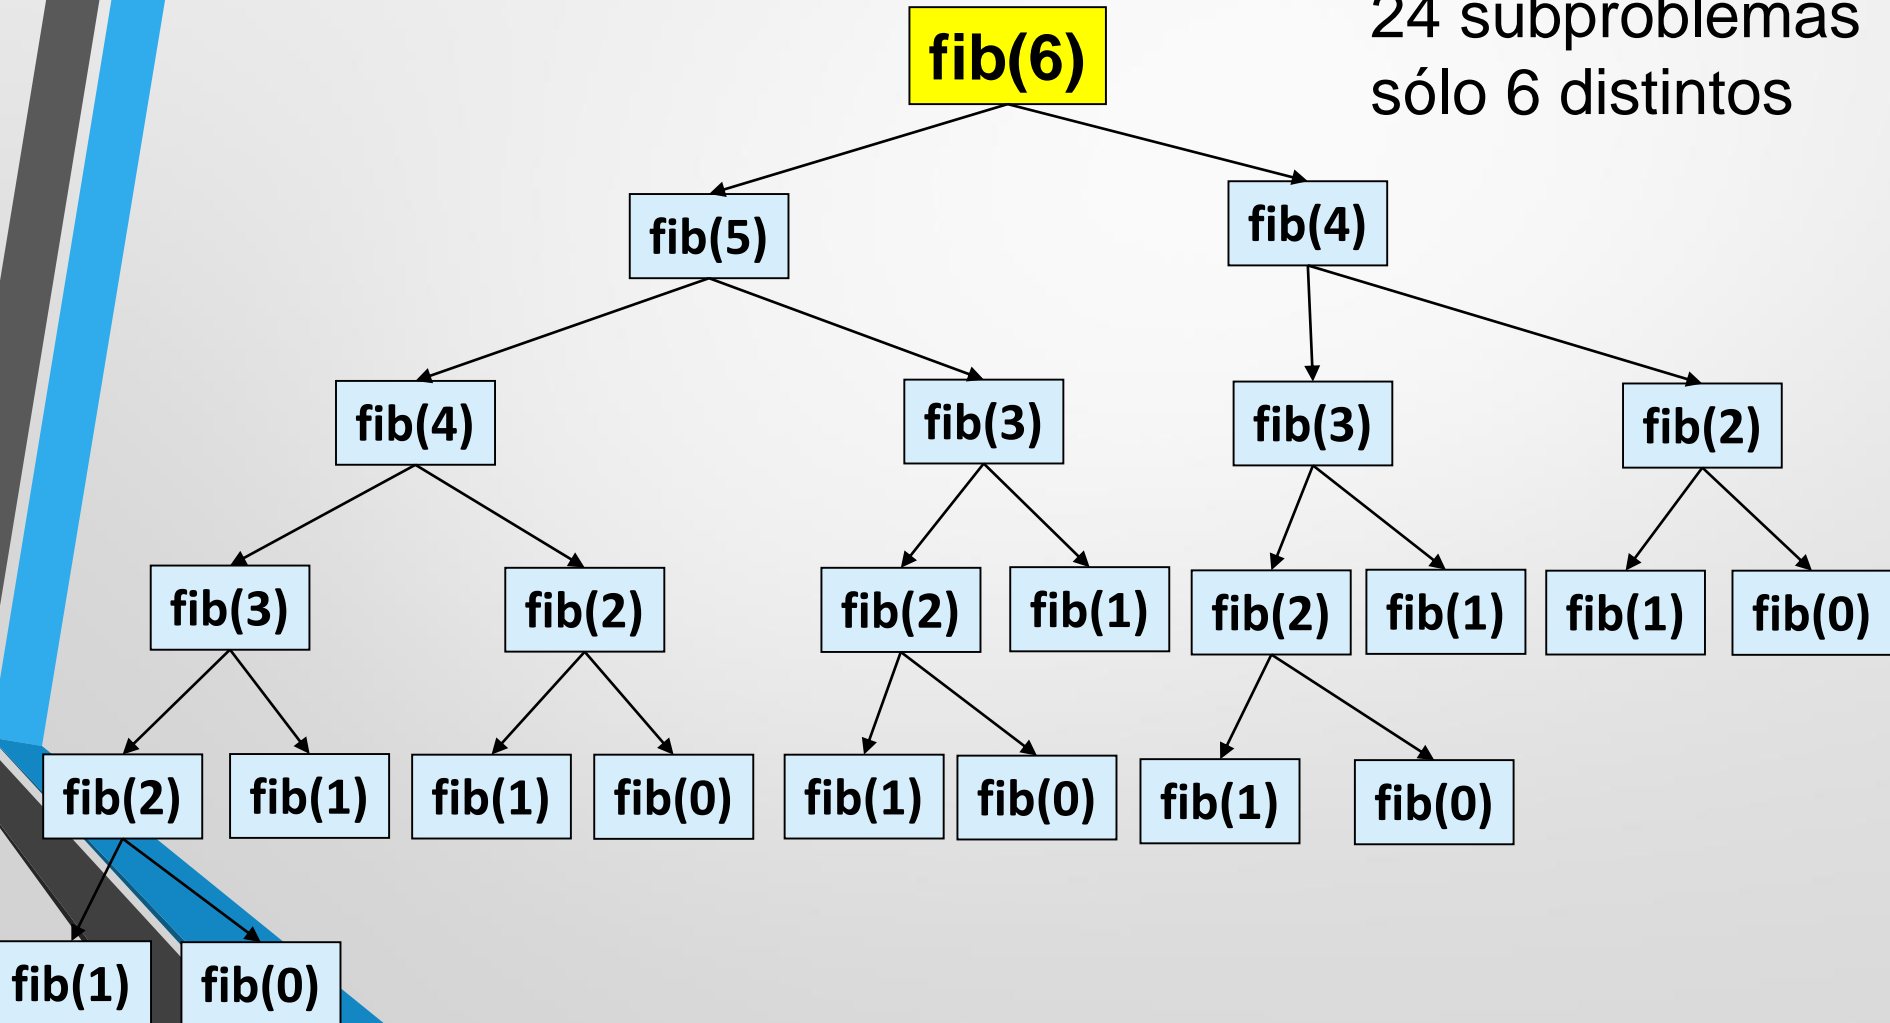 24 subproblemas
sólo 6 distintos
fib(6)
fib(5)
fib(4)
fib(4)
fib(3)
fib(3)
fib(2)
fib(3)
fib(2)
fib(2)
fib(1)
fib(2)
fib(1)
fib(1)
fib(0)
fib(2)
fib(1)
fib(1)
fib(0)
fib(1)
fib(0)
fib(1)
fib(0)
fib(1)
fib(0)